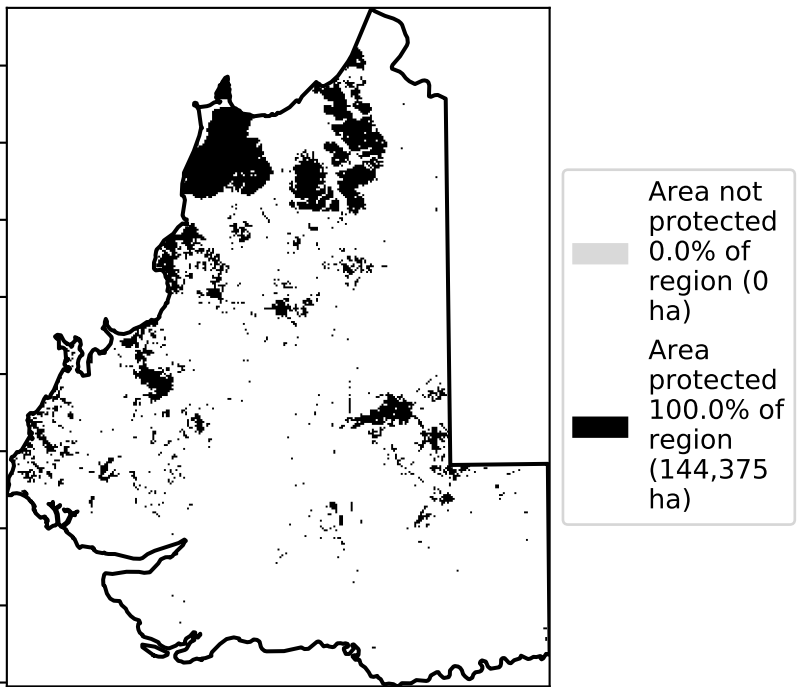 Area not
protected
0.0% of
region (0
ha)
Area
protected
100.0% of
region
(144,375
ha)